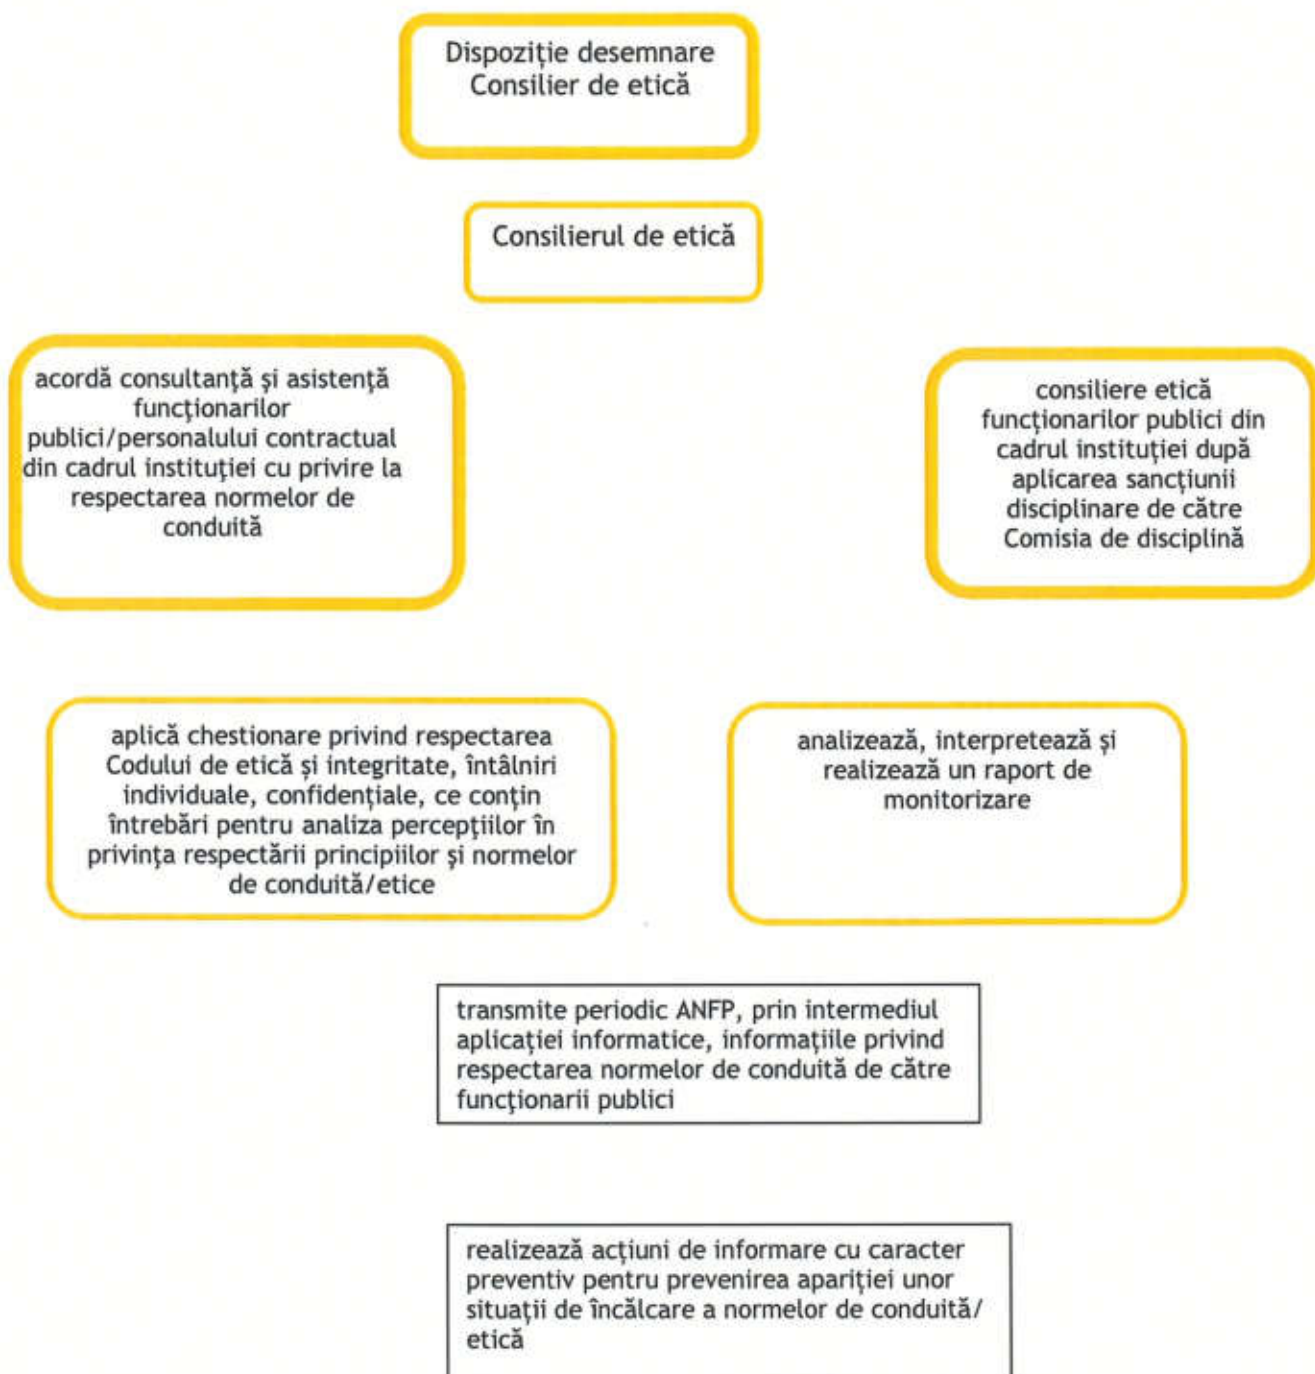 Dispoziție desemnare
Consilier de etică
Consilierul de etică
acordă consultanță și asistență
funcționarilor
publici/personalului contractual
din cadrul instituției cu privire la
respectarea normelor de
conduită
consiliere etică
funcționarilor publici din
cadrul instituției după
aplicarea sancțiunii
disciplinare de către
Comisia de disciplină
aplică chestionare privind respectarea
Codului de etică și integritate, întâlniri
individuale, confidențiale, ce conțin
întrebări pentru analiza percepțiilor în
privința respectării principiilor și normelor
de conduită/etice
analizează, interpretează și
realizează un raport de
monitorizare
transmite periodic ANFP, prin intermediul
aplicației informatice, informațiile privind
respectarea normelor de conduită de către
funcționarii publici
realizează acțiuni de informare cu caracter
preventiv pentru prevenirea apariției unor
situații de încălcare a normelor de conduită/
etică